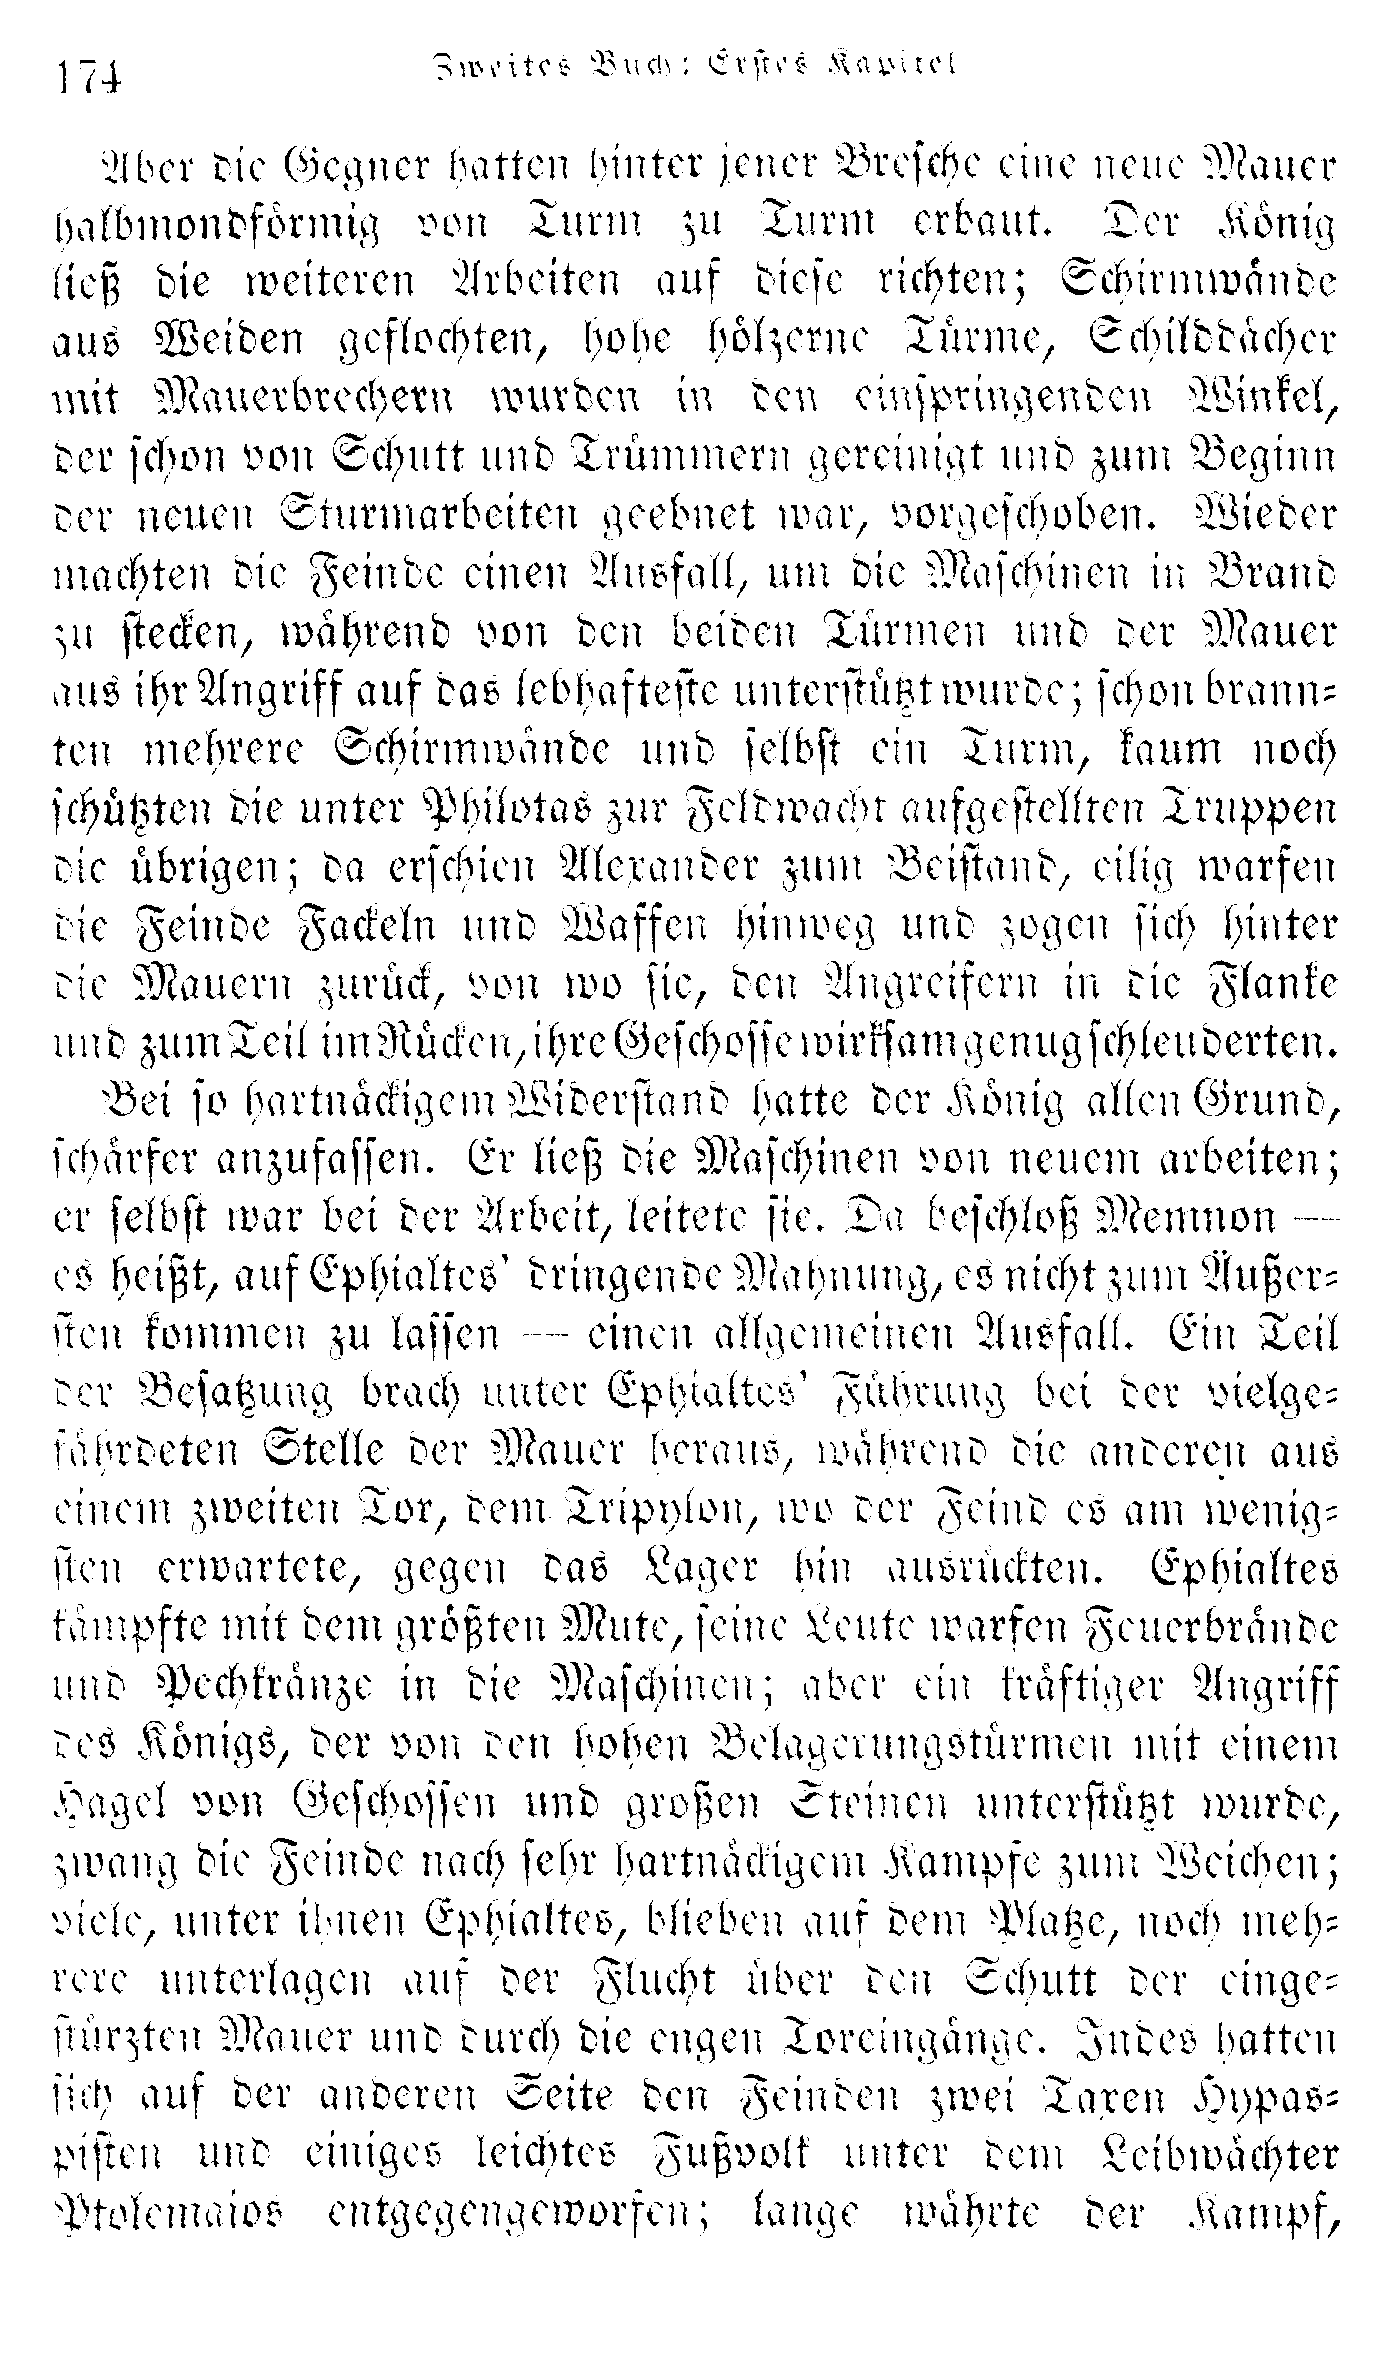 174
Zweites Buch: Erstes Kapitel
Aber die Gegner hatten hinter jener Bresche eine neue Mauer
halbmondförmig von Turm zu Turm erbaut. Der König
ließ die weiteren Arbeiten auf diese richten; Schirmwände
aus Weiden geflochten, hohe hölzerne Türme, Schilddächer
mit Mauerbrechern wurden in den einspringenden Winkel,
der schon von Schutt und Trümmern gereinigt und zum Beginn
der neuen Sturmarbeiten geebnet war, vorgeschoben. Wieder
machten die Feinde einen Ausfall, um die Maschinen in Brand
zu stecken, während von den beiden Türmen und der Mauer
aus ihr Angriff auf das lebhafteste unterstützt wurde; schon brann-
ten mehrere Schirmwände und selbst ein Turm, kaum noch
schützten die unter Philotas zur Feldwacht aufgestellten Truppen
die übrigen; da erschien Alexander zum Beistand, eilig warfen
die Feinde Fackeln und Waffen hinweg und zogen sich hinter
die Mauern zurück, von wo sie, den Angreifern in die Flanke
und zum Teil im Rücken, ihre Geschosse wirksam genug schleuderten.
Bei so hartnäckigem Widerstand hatte der König allen Grund,
schärfer anzufassen. Er ließ die Maschinen von neuem arbeiten;
er selbst war bei der Arbeit, leitete sie. Da beschloß Memnon —
es heißt, auf Ephialtes' dringende Mahnung, es nicht zum Äußer-
sten kommen zu lassen — einen allgemeinen Ausfall. Ein Teil
der Besatzung brach unter Ephialtes' Führung bei der vielge-
fährdeten Stelle der Mauer heraus, während die anderen aus
einem zweiten Tor, dem Tripylon, wo der Feind es am wenig-
sten erwartete, gegen das Lager hin ausrückten. Ephialtes
kämpfte mit dem größten Mute, seine Leute warfen Feuerbrände
und Pechkränze in die Maschinen; aber ein kräftiger Angriff
des Königs, der von den hohen Belagerungstürmen mit einem
Hagel von Geschossen und großen Steinen unterstützt wurde,
zwang die Feinde nach sehr hartnäckigem Kampfe zum Weichen;
viele, unter ihnen Ephialtes, blieben auf dem Platze, noch meh-
rere unterlagen auf der Flucht über den Schutt der einge-
stürzten Mauer und durch die engen Toreingänge. Indes hatten
sich auf der anderen Seite den Feinden zwei Taxen Hypas-
pisten und einiges leichtes Fußvolk unter dem Leibwächter
Ptolemaios entgegengeworfen; lange währte der Kampf,